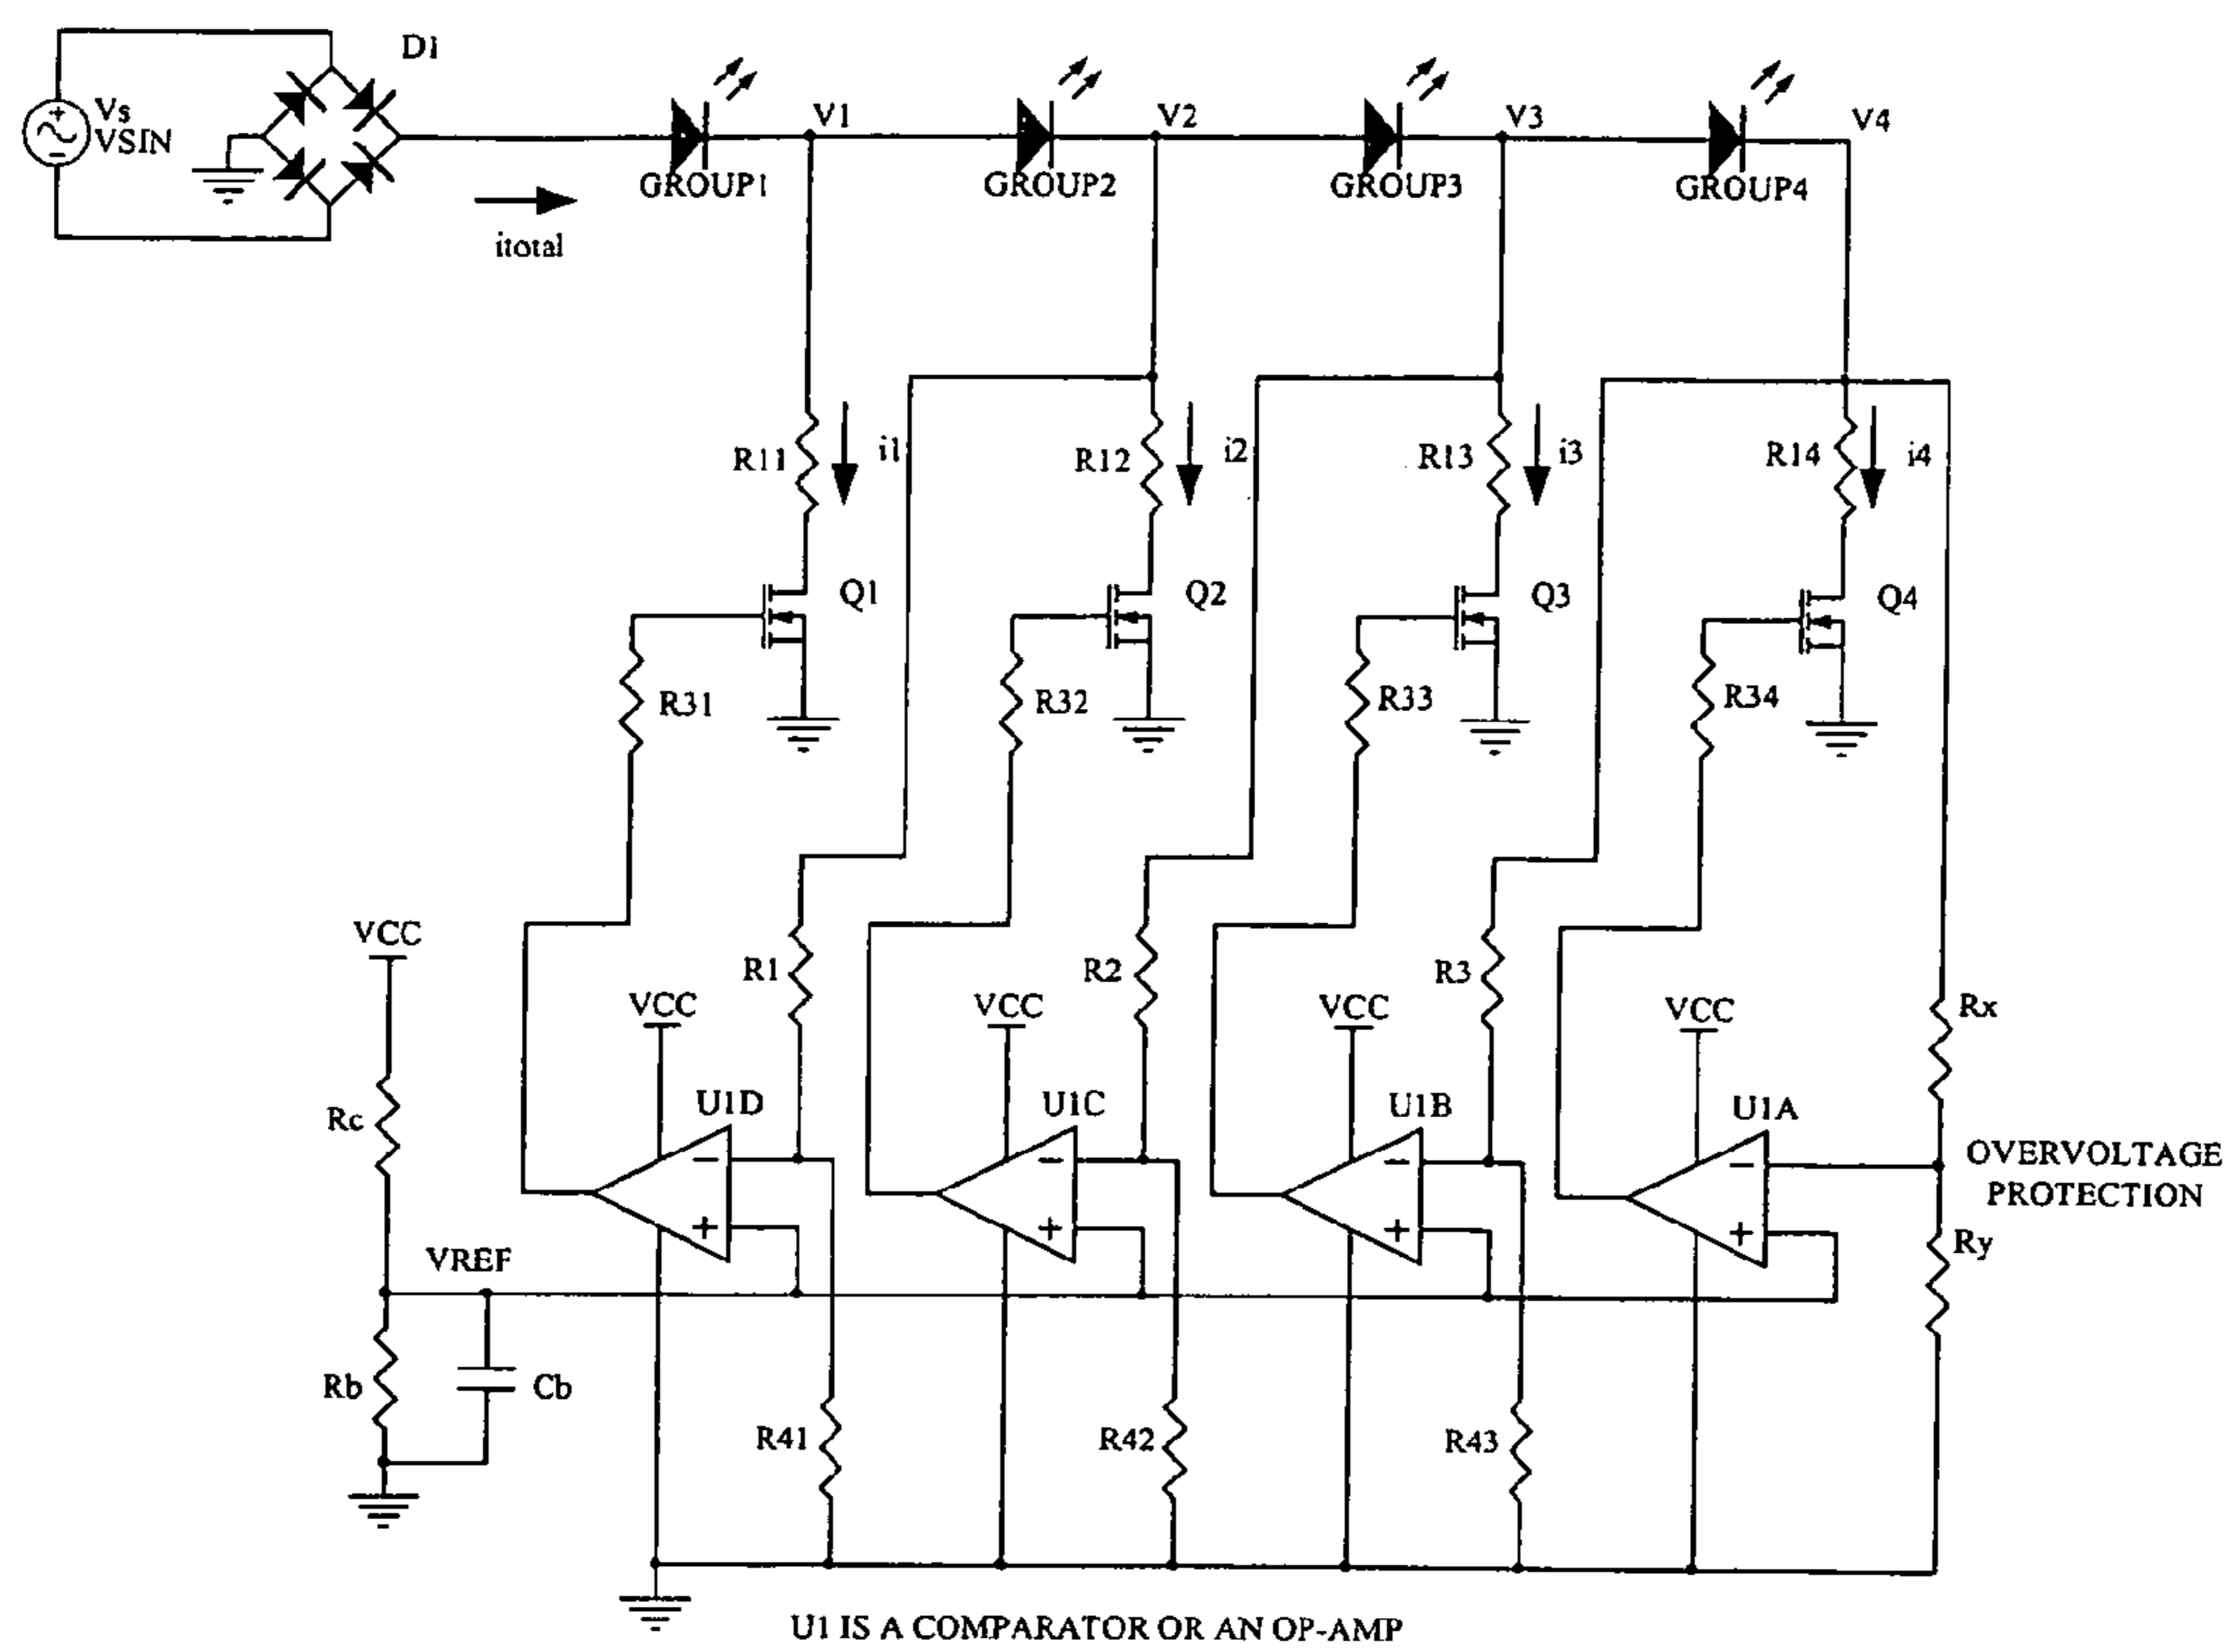 D1
Vs
VSIN
+
−
itotal
GROUP1
V1
GROUP2
V2
GROUP3
V3
GROUP4
V4
R11
i1
R12
i2
R13
i3
R14
i4
Q1
Q2
Q3
Q4
R31
R32
R33
R34
VCC
Rc
VCC
R1
VCC
R2
VCC
R3
VCC
Rx
U1D
−
+
U1C
−
+
U1B
−
+
U1A
−
+
OVERVOLTAGE
PROTECTION
Ry
VREF
Rb
Cb
R41
R42
R43
U1 IS A COMPARATOR OR AN OP-AMP